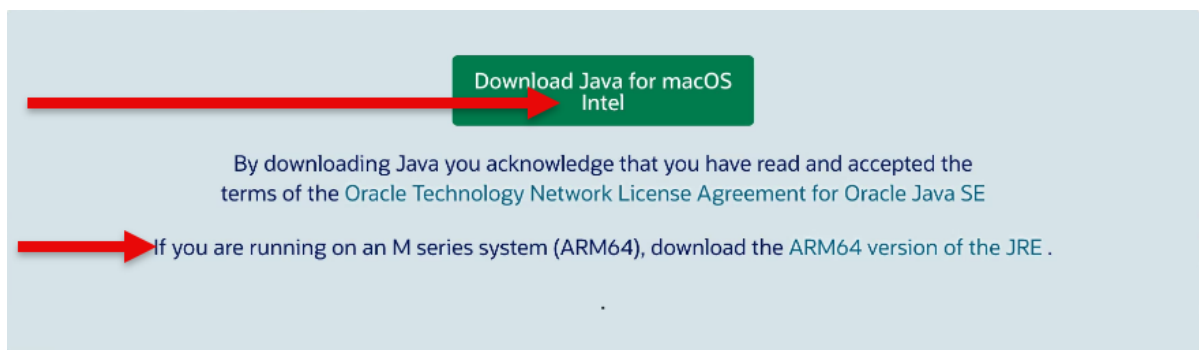 Download Java for macOS
Intel
By downloading Java you acknowledge that you have read and accepted the
terms of the Oracle Technology Network License Agreement for Oracle Java SE
If you are running on an M series system (ARM64), download the ARM64 version of the JRE .
.